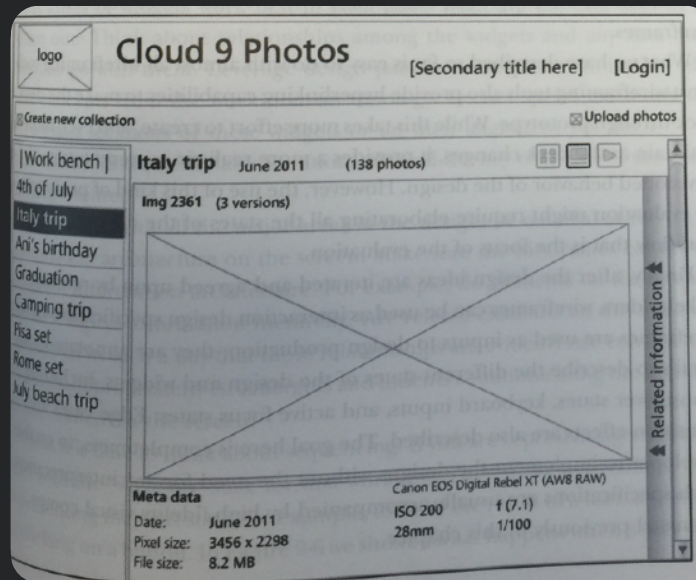 logo
Cloud 9 Photos
[Secondary title here] [Login]
Create new collection
Upload photos
|Work bench|
4th of July
Italy trip
Ani's birthday
Graduation
Camping trip
Pisa set
Rome set
July beach trip
Italy trip June 2011 (138 photos)
Img 2361 (3 versions)
Related information
Meta data
Date: June 2011
Pixel size: 3456 x 2298
File size: 8.2 MB
Canon EOS Digital Rebel XT (AWB RAW)
ISO 200 f (7.1)
28mm 1/100